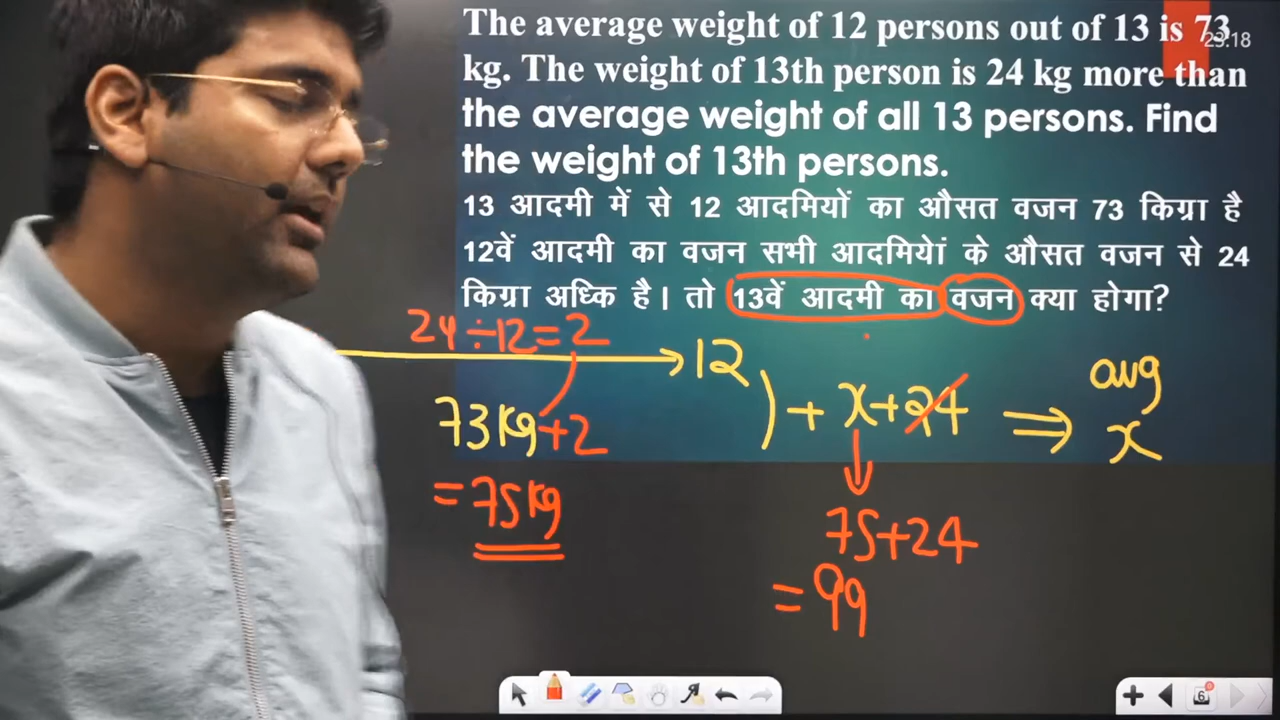 The average weight of 12 persons out of 13 is 73
23:18
kg. The weight of 13th person is 24 kg more than
the average weight of all 13 persons. Find
the weight of 13th persons.
13 आदमी में से 12 आदमियों का औसत वजन 73 किग्रा है
12वें आदमी का वजन सभी आदमियेां के औसत वजन से 24
किग्रा अध्कि है। तो 13वें आदमी का वजन क्या होगा?
24 ÷ 12 = 2
12
73Kg + 2
) + x + 24 ⇒ avg x
= 75Kg
75 + 24
= 99
6